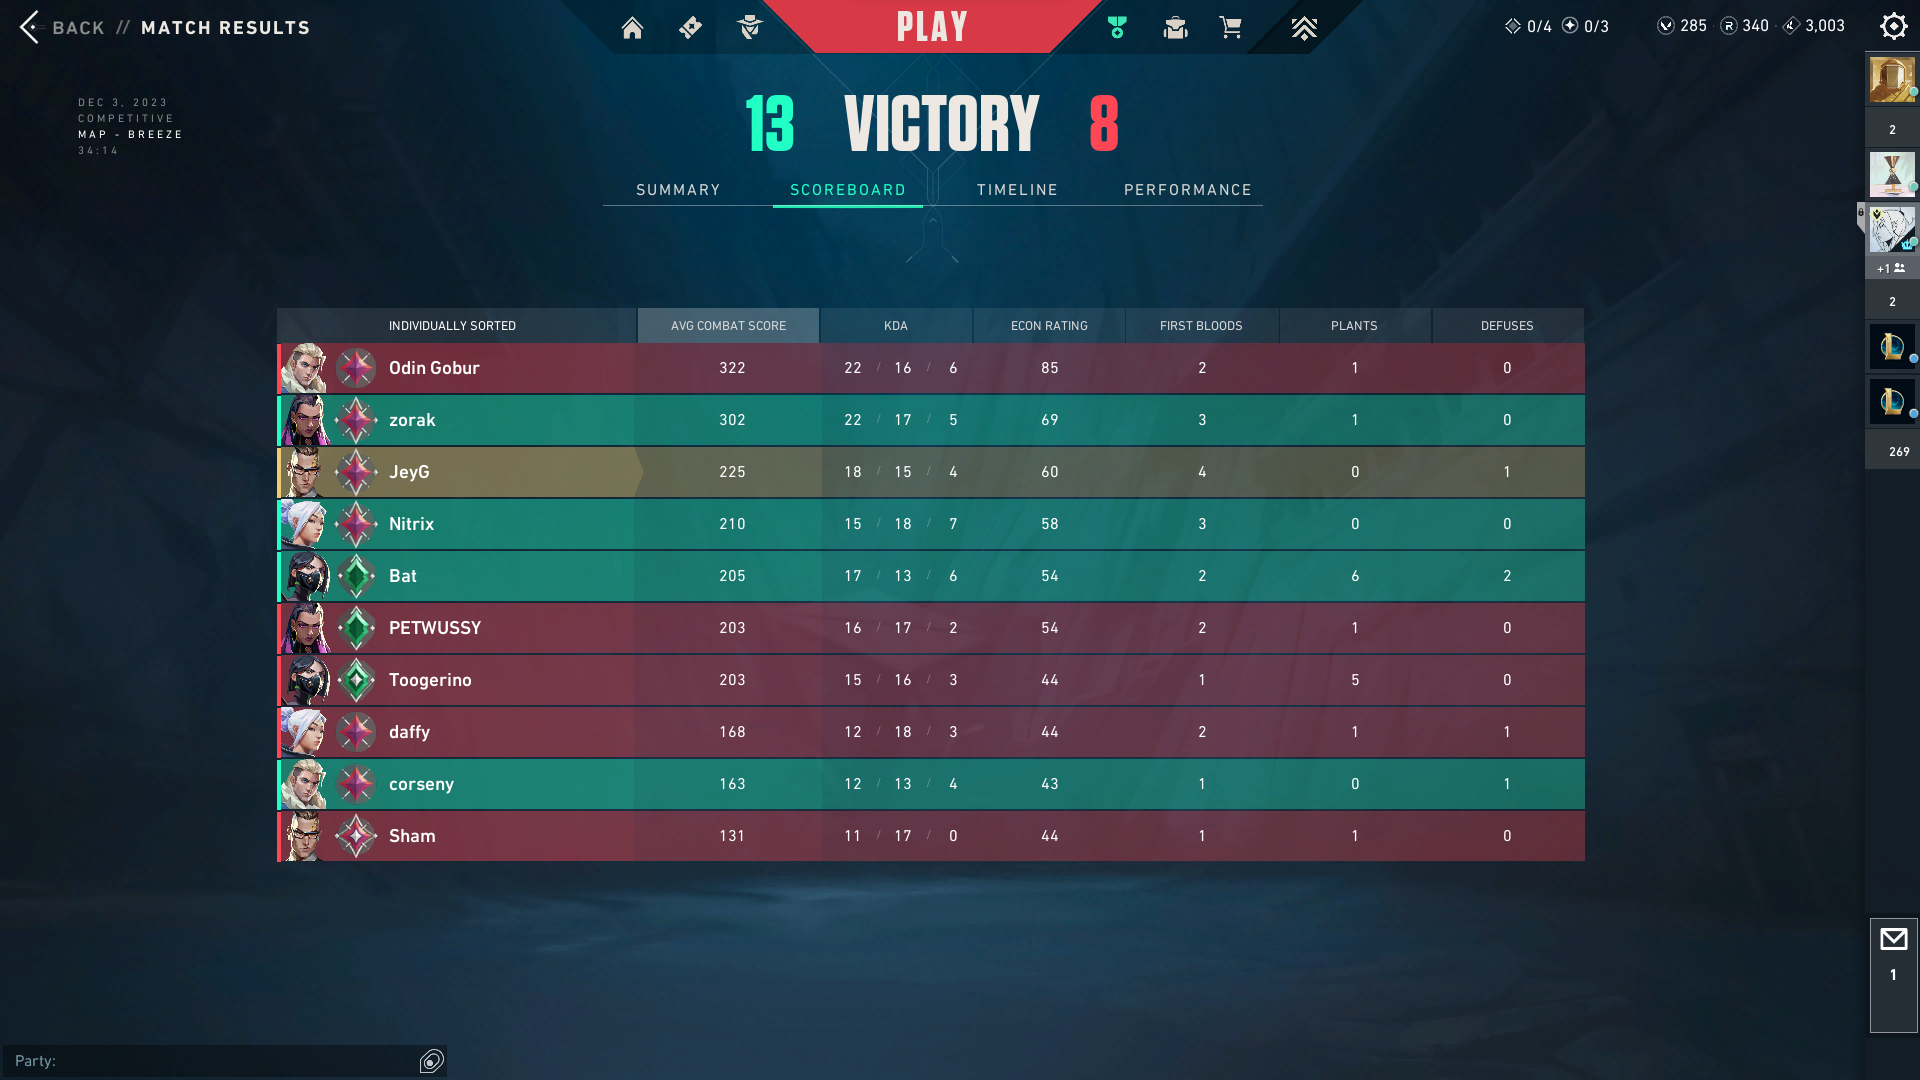 BACK // MATCH RESULTS
PLAY
0/4 0/3 285 R 340 3,003
DEC 3, 2023
COMPETITIVE
MAP - BREEZE
34:14
13 VICTORY 8
SUMMARY SCOREBOARD TIMELINE PERFORMANCE
INDIVIDUALLY SORTED AVG COMBAT SCORE KDA ECON RATING FIRST BLOODS PLANTS DEFUSES
Odin Gobur 322 22 / 16 / 6 85 2 1 0
zorak 302 22 / 17 / 5 69 3 1 0
JeyG 225 18 / 15 / 4 60 4 0 1
Nitrix 210 15 / 18 / 7 58 3 0 0
Bat 205 17 / 13 / 6 54 2 6 2
PETWUSSY 203 16 / 17 / 2 54 2 1 0
Toogerino 203 15 / 16 / 3 44 1 5 0
daffy 168 12 / 18 / 3 44 2 1 1
corseny 163 12 / 13 / 4 43 1 0 1
Sham 131 11 / 17 / 0 44 1 1 0
2
+1
2
269
1
Party: